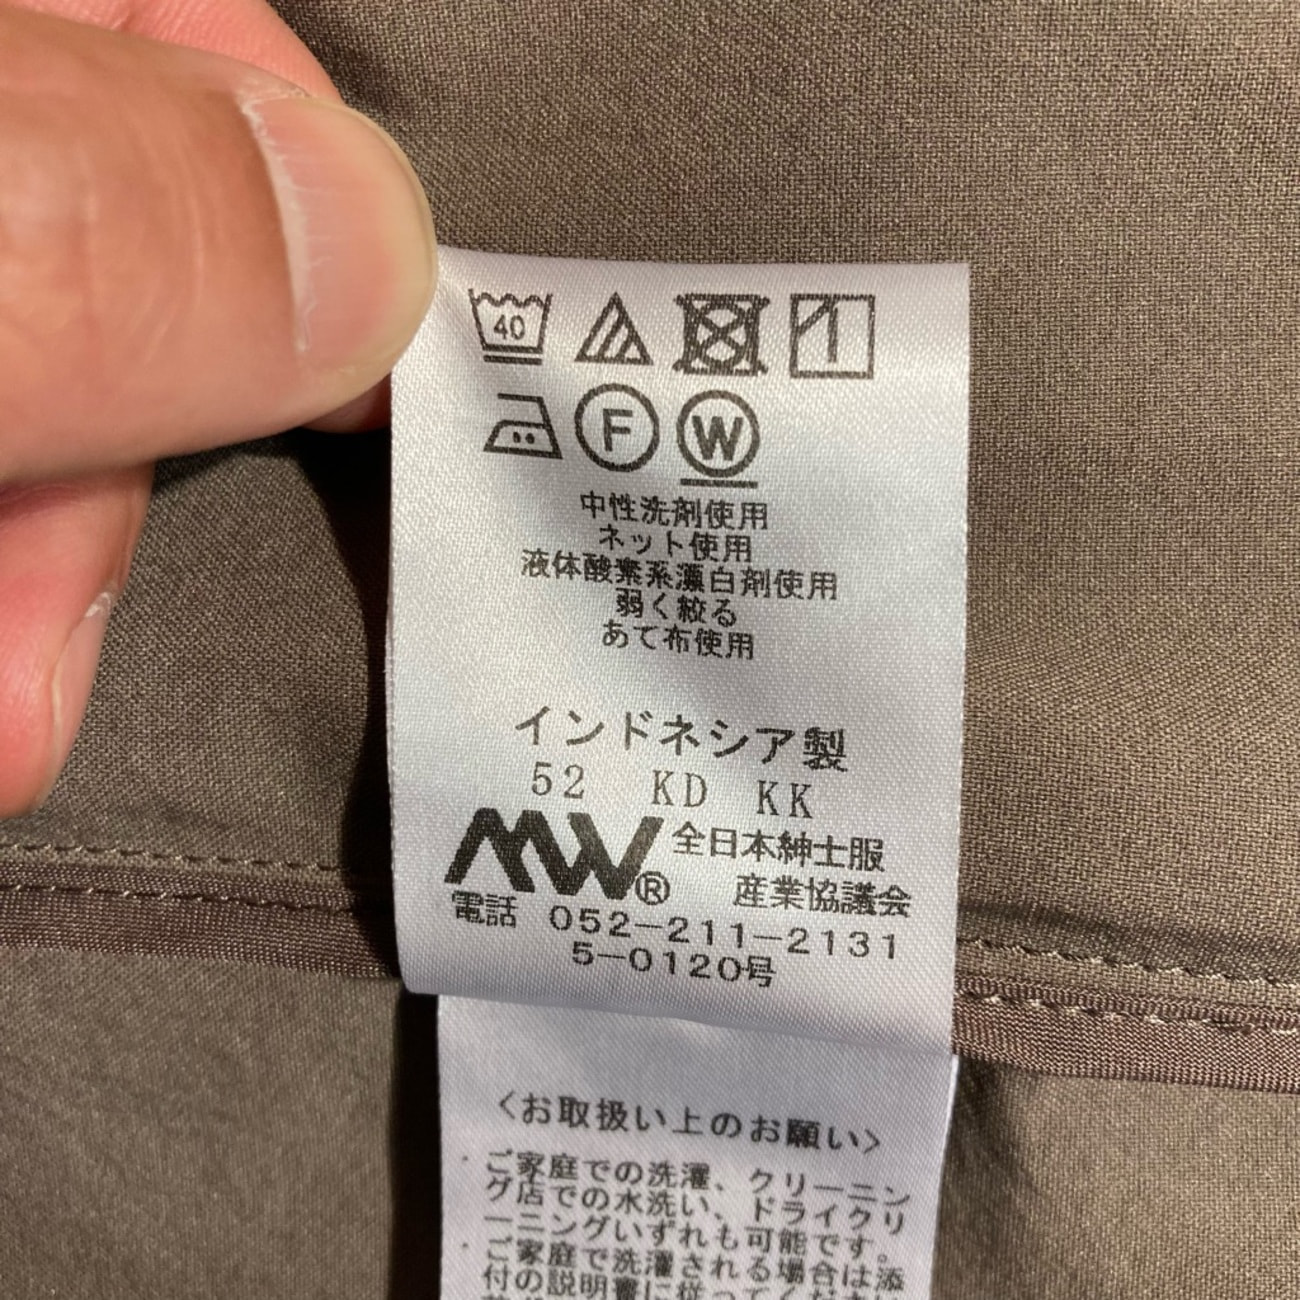 40
F W
中性洗剤使用
ネット使用
液体酸素系漂白剤使用
弱く絞る
あて布使用
インドネシア製
52 KD KK
MW® 全日本紳士服
産業協議会
電話 052-211-2131
5-0120号
<お取扱い上のお願い>
・ご家庭での洗濯、クリーニン
グ店での水洗い、ドライクリ
ーニングいずれも可能です。
・ご家庭で洗濯される場合は添
付の説明書に従って